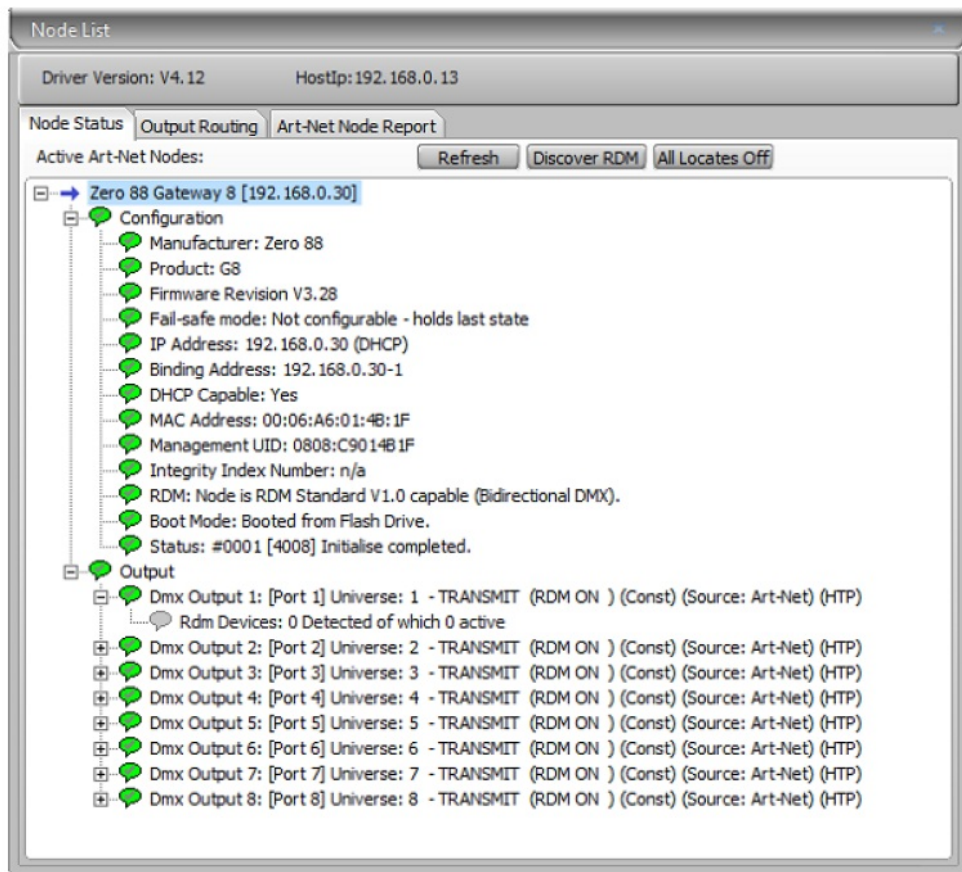 Node List
Driver Version: V4.12 HostIp:192.168.0.13
Node Status Output Routing Art-Net Node Report
Active Art-Net Nodes: Refresh Discover RDM All Locates Off
Zero 88 Gateway 8 [192.168.0.30]
Configuration
Manufacturer: Zero 88
Product: G8
Firmware Revision V3.28
Fail-safe mode: Not configurable - holds last state
IP Address: 192.168.0.30 (DHCP)
Binding Address: 192.168.0.30-1
DHCP Capable: Yes
MAC Address: 00:06:A6:01:4B:1F
Management UID: 0808:C9014B1F
Integrity Index Number: n/a
RDM: Node is RDM Standard V1.0 capable (Bidirectional DMX).
Boot Mode: Booted from Flash Drive.
Status: #0001 [4008] Initialise completed.
Output
Dmx Output 1: [Port 1] Universe: 1 - TRANSMIT (RDM ON ) (Const) (Source: Art-Net) (HTP)
Rdm Devices: 0 Detected of which 0 active
Dmx Output 2: [Port 2] Universe: 2 - TRANSMIT (RDM ON ) (Const) (Source: Art-Net) (HTP)
Dmx Output 3: [Port 3] Universe: 3 - TRANSMIT (RDM ON ) (Const) (Source: Art-Net) (HTP)
Dmx Output 4: [Port 4] Universe: 4 - TRANSMIT (RDM ON ) (Const) (Source: Art-Net) (HTP)
Dmx Output 5: [Port 5] Universe: 5 - TRANSMIT (RDM ON ) (Const) (Source: Art-Net) (HTP)
Dmx Output 6: [Port 6] Universe: 6 - TRANSMIT (RDM ON ) (Const) (Source: Art-Net) (HTP)
Dmx Output 7: [Port 7] Universe: 7 - TRANSMIT (RDM ON ) (Const) (Source: Art-Net) (HTP)
Dmx Output 8: [Port 8] Universe: 8 - TRANSMIT (RDM ON ) (Const) (Source: Art-Net) (HTP)